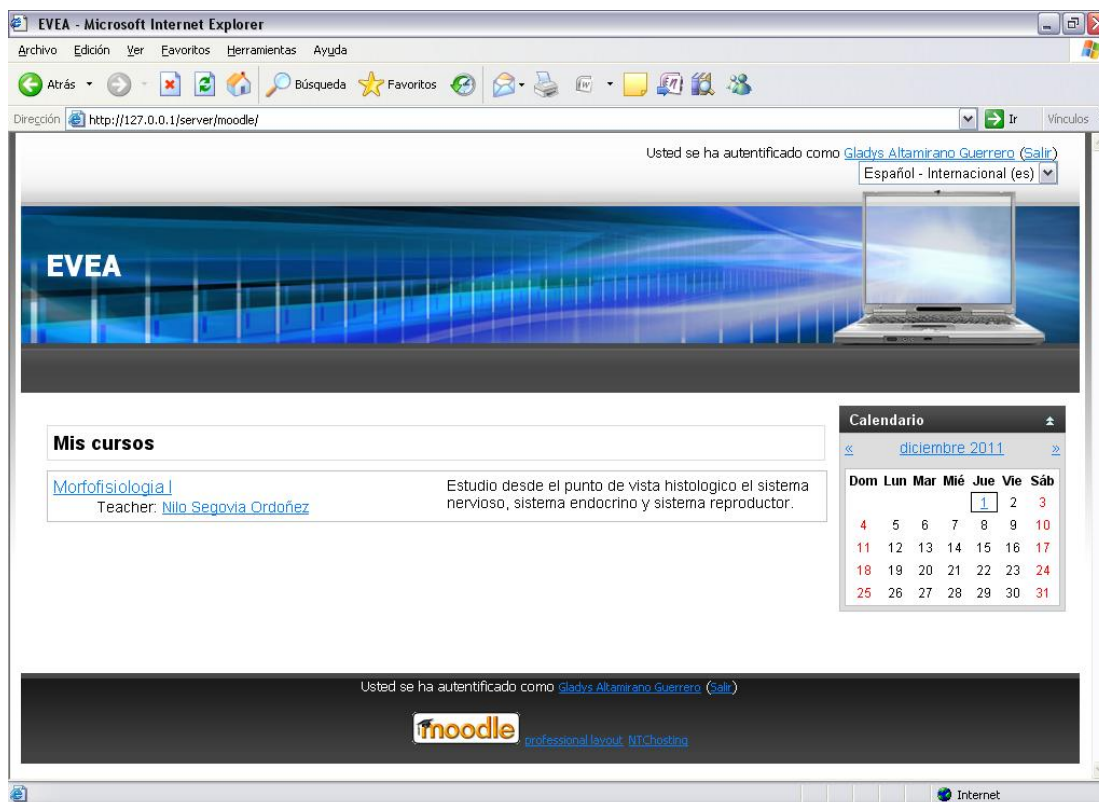 EVEA - Microsoft Internet Explorer
Archivo Edición Ver Favoritos Herramientas Ayuda
Atrás Búsqueda Favoritos
Dirección http://127.0.0.1/server/moodle/ Ir Vínculos
Usted se ha autentificado como Gladys Altamirano Guerrero (Salir)
Español - Internacional (es)
EVEA
Mis cursos
Morfofisiologia I
Teacher: Nilo Segovia Ordoñez
Estudio desde el punto de vista histologico el sistema
nervioso, sistema endocrino y sistema reproductor.
Calendario
« diciembre 2011 »
Dom Lun Mar Mié Jue Vie Sáb
1 2 3
4 5 6 7 8 9 10
11 12 13 14 15 16 17
18 19 20 21 22 23 24
25 26 27 28 29 30 31
Usted se ha autentificado como Gladys Altamirano Guerrero (Salir)
moodle professional layout NTChosting
Internet